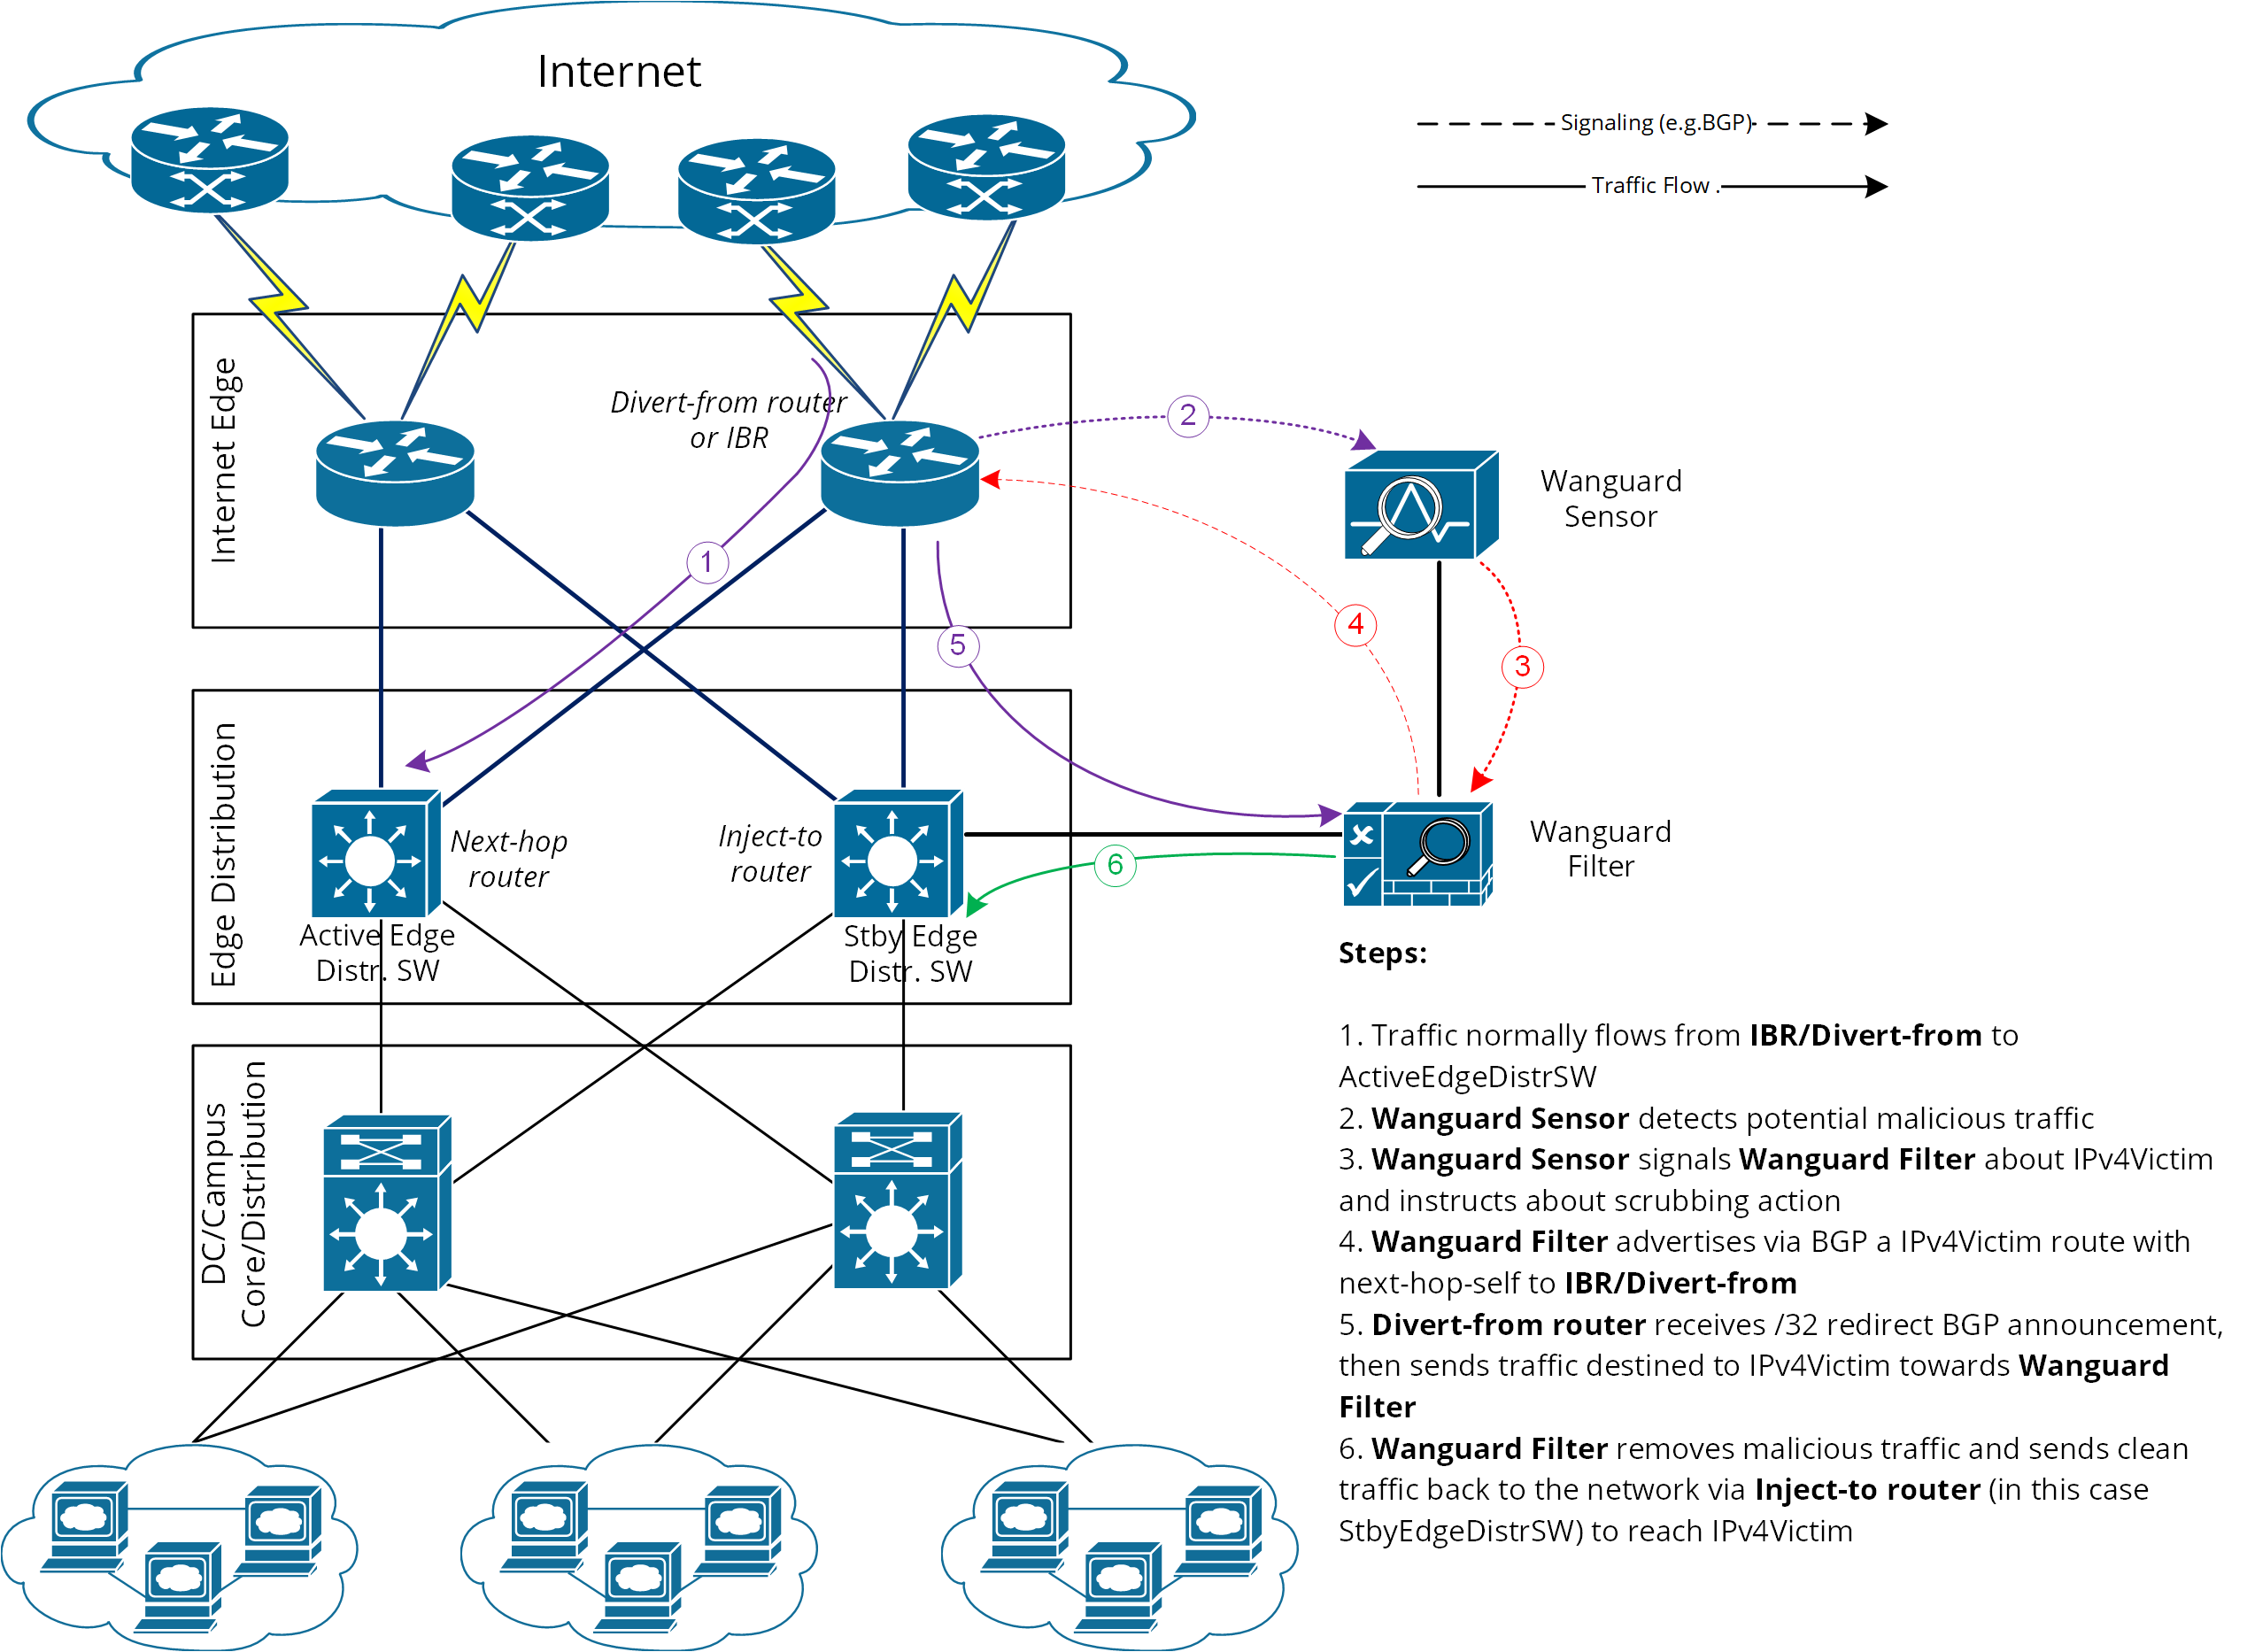 Internet
Signaling (e.g.BGP)
Traffic Flow .
Internet Edge
Divert-from router
or IBR
2
Wanguard
Sensor
1
5
4
3
Edge Distribution
Next-hop
router
Inject-to
router
6
Wanguard
Filter
Active Edge
Distr. SW
Stby Edge
Distr. SW
DC/Campus
Core/Distribution
Steps:
1. Traffic normally flows from IBR/Divert-from to
ActiveEdgeDistrSW
2. Wanguard Sensor detects potential malicious traffic
3. Wanguard Sensor signals Wanguard Filter about IPv4Victim
and instructs about scrubbing action
4. Wanguard Filter advertises via BGP a IPv4Victim route with
next-hop-self to IBR/Divert-from
5. Divert-from router receives /32 redirect BGP announcement,
then sends traffic destined to IPv4Victim towards Wanguard
Filter
6. Wanguard Filter removes malicious traffic and sends clean
traffic back to the network via Inject-to router (in this case
StbyEdgeDistrSW) to reach IPv4Victim